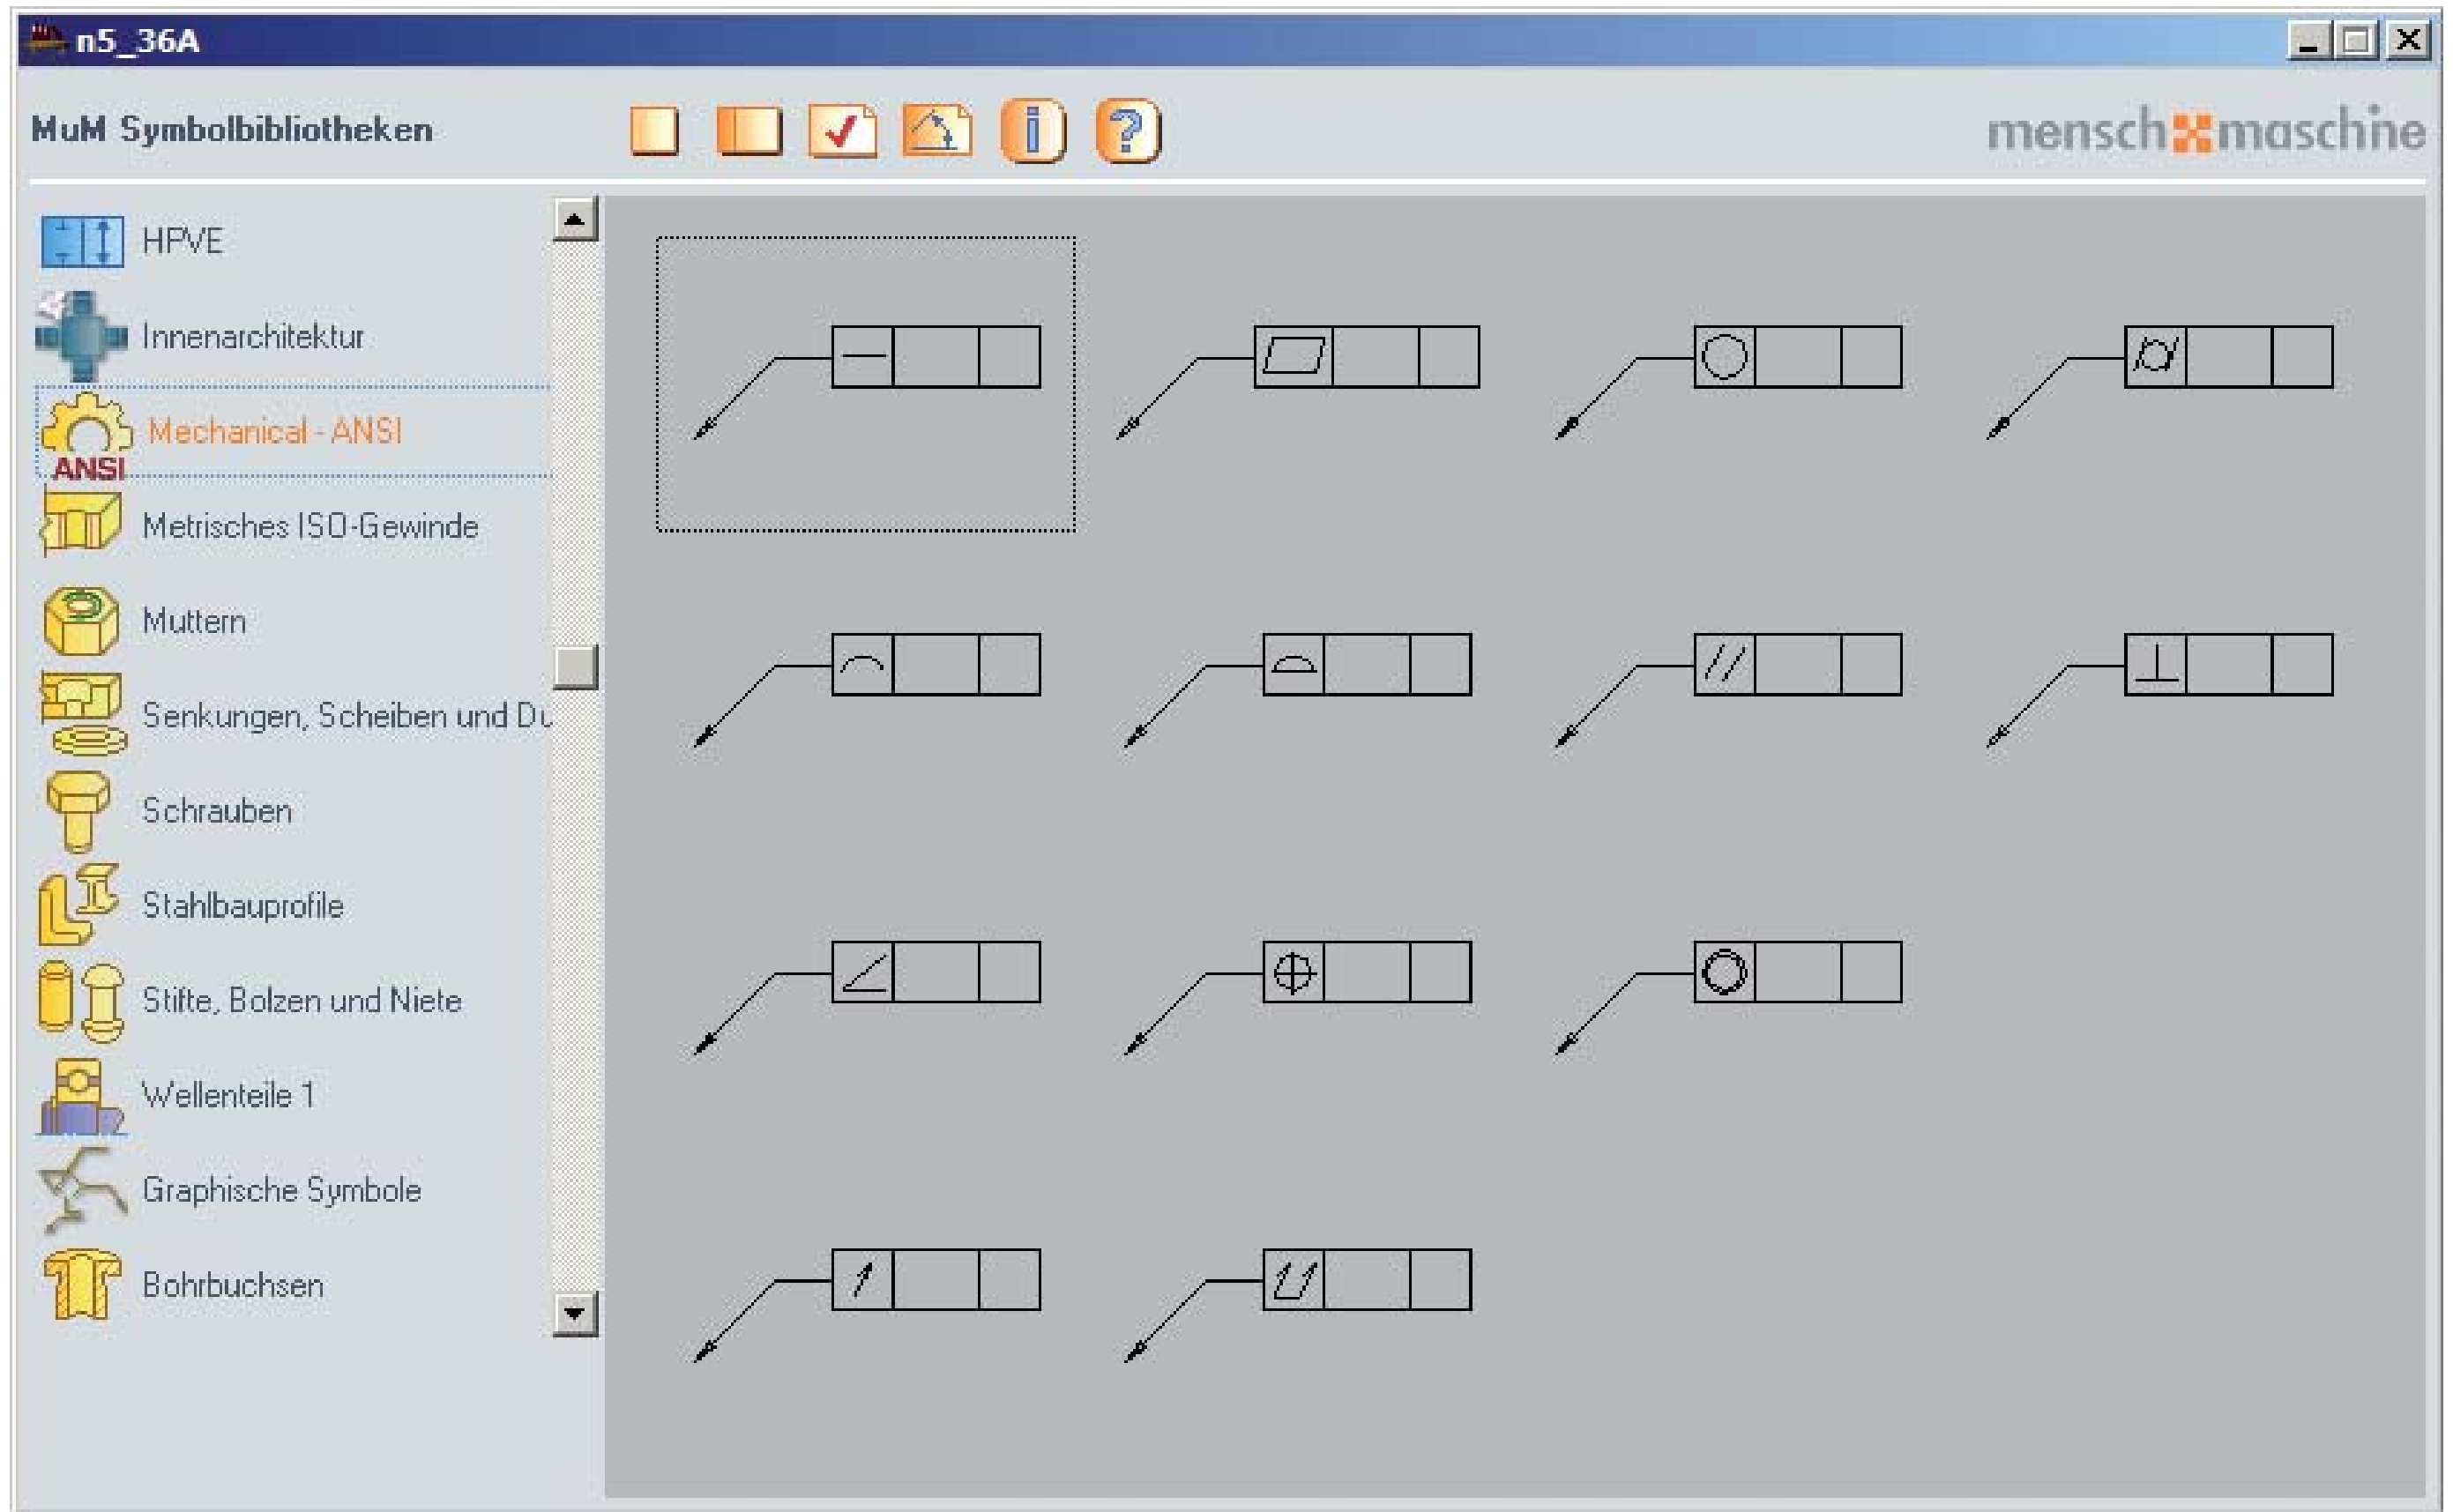 n5_36A
MuM Symbolbibliotheken
mensch maschine
HPVE
Innenarchitektur
Mechanical - ANSI
ANSI
Metrisches ISO-Gewinde
Muttern
Senkungen, Scheiben und Du
Schrauben
Stahlbauprofile
Stifte, Bolzen und Niete
Wellenteile 1
Graphische Symbole
Bohrbuchsen